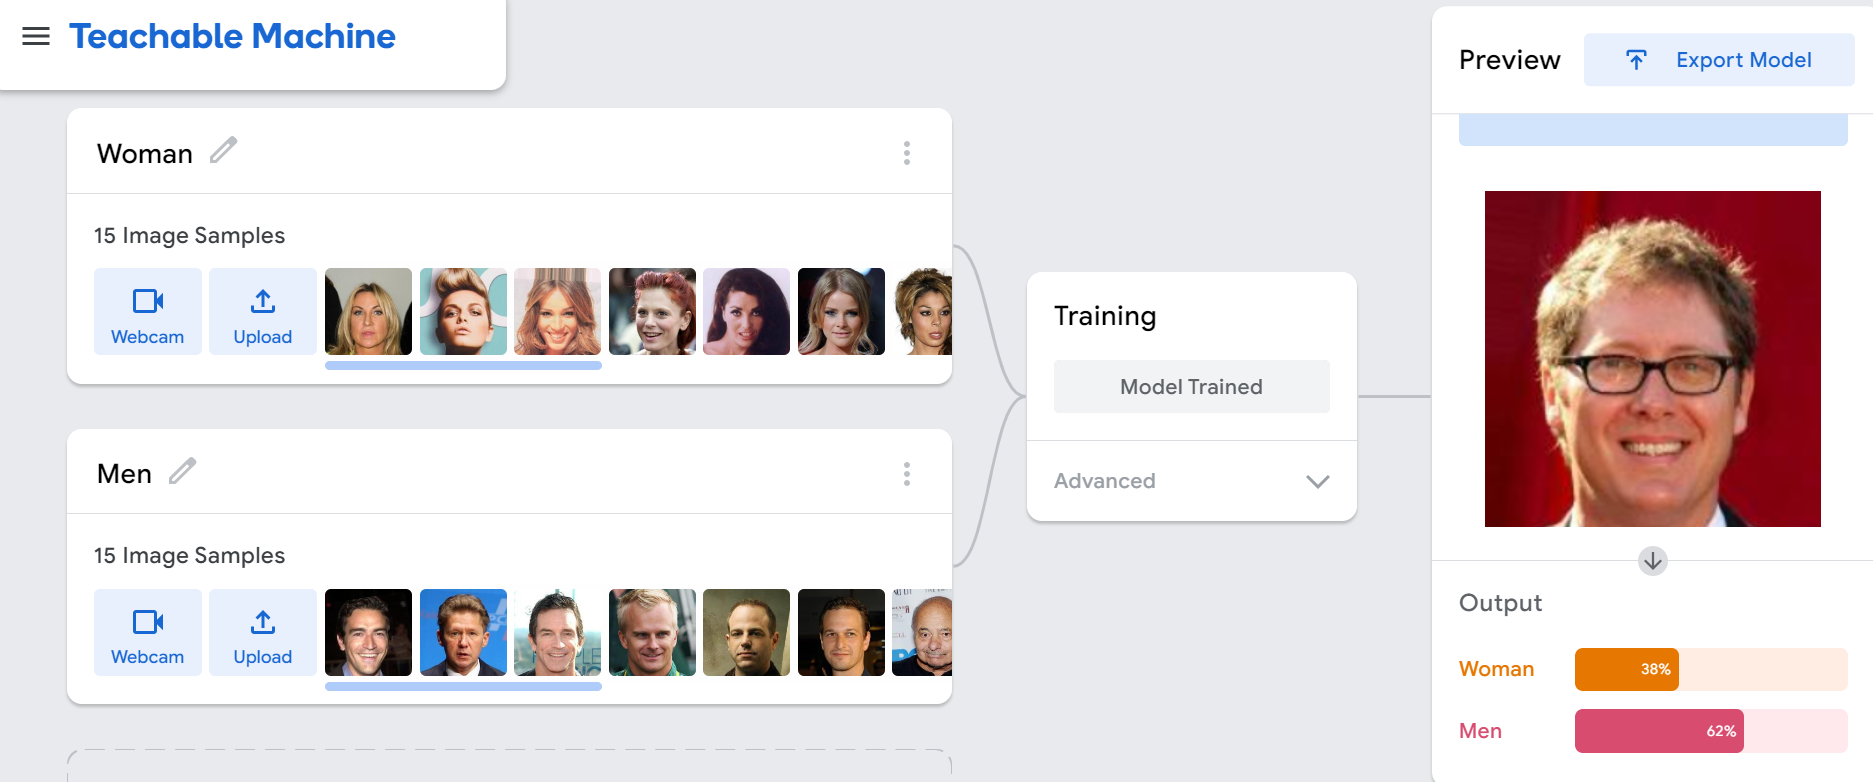 Teachable Machine
Woman
15 Image Samples
Webcam
Upload
Men
15 Image Samples
Webcam
Upload
Training
Model Trained
Advanced
Preview
Export Model
Output
Woman
38%
Men
62%